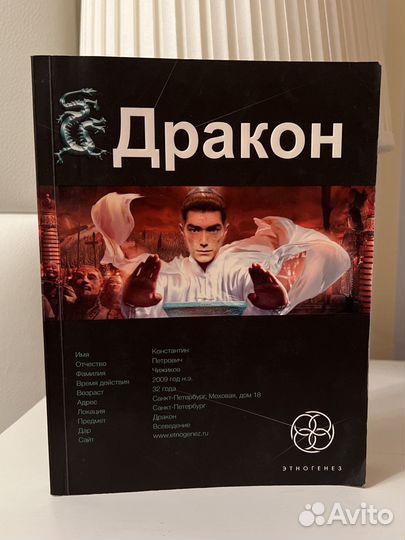 Дракон
Имя Константин
Отчество Петрович
Фамилия Чижиков
Время действия 2009 год н.э.
Возраст 32 года
Адрес Санкт-Петербург, Моховая, дом 18
Локация Санкт-Петербург
Предмет Дракон
Дар Всеведение
Сайт www.etnogenez.ru
ЭТНОГЕНЕЗ
Avito